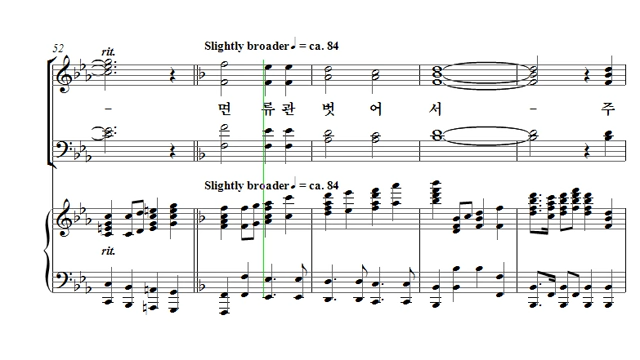 52
rit.
Slightly broader ♩ = ca. 84
- 면 류 관 벗 어 서 - 주
Slightly broader ♩ = ca. 84
rit.